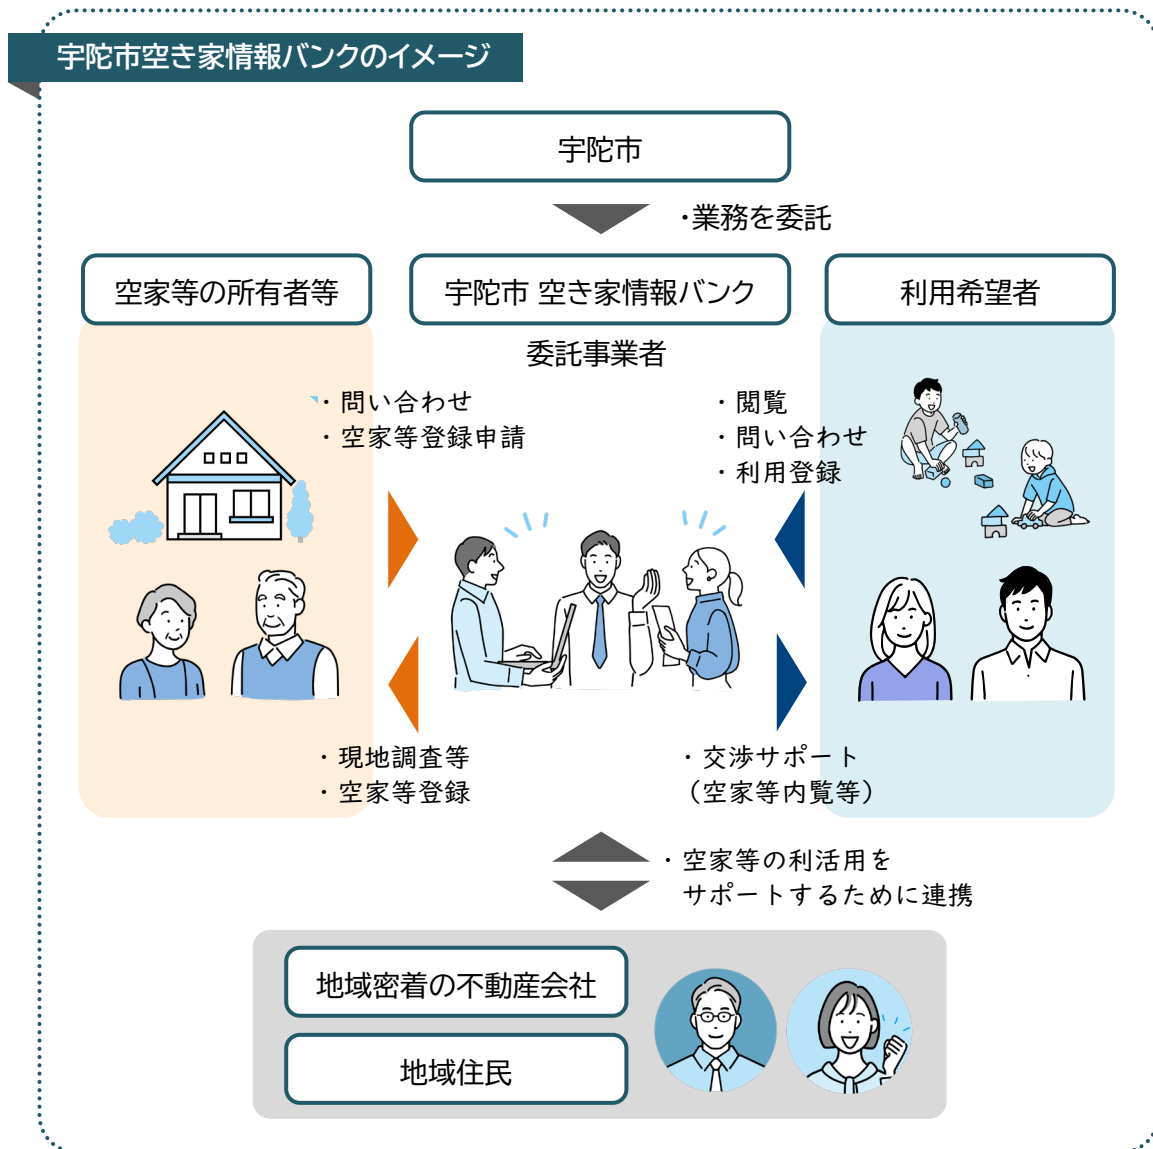 宇陀市空き家情報バンクのイメージ
宇陀市
・業務を委託
空家等の所有者等
宇陀市 空き家情報バンク
利用希望者
委託事業者
・問い合わせ
・空家等登録申請
・閲覧
・問い合わせ
・利用登録
・現地調査等
・空家等登録
・交渉サポート
（空家等内覧等）
・空家等の利活用を
サポートするために連携
地域密着の不動産会社
地域住民